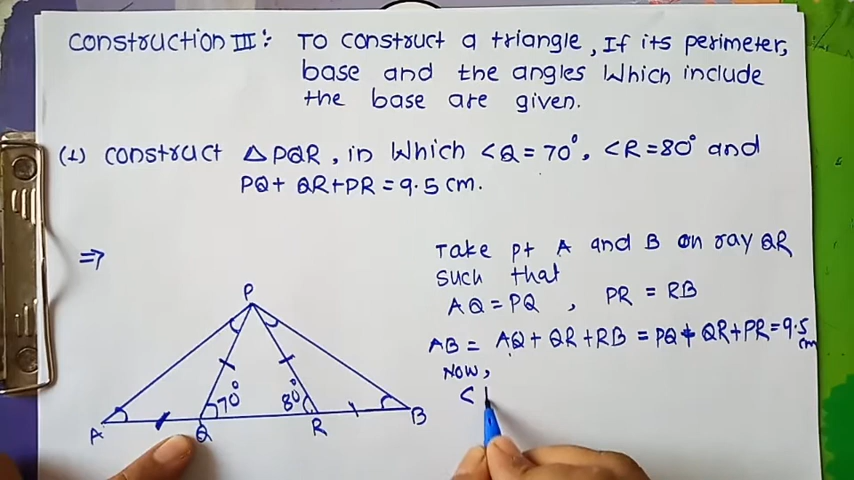 Construction III: To construct a triangle, If its perimeter,
base and the angles Which include
the base are given.
(1) construct △PQR, in Which <Q = 70°, <R = 80° and
PQ + QR + PR = 9.5 cm.
⇒
Take pt A and B on ray QR
such that
AQ = PQ , PR = RB
AB = AQ + QR + RB = PQ + QR + PR = 9.5 cm
Now,
<
P
70°
80°
A
Q
R
B